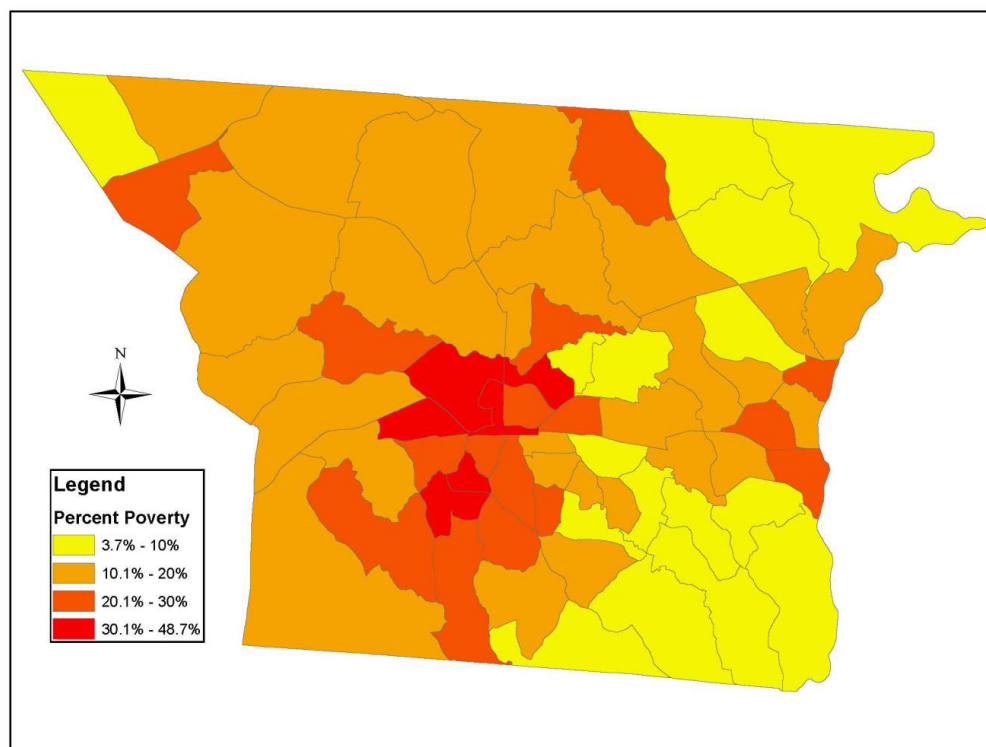 N
Legend
Percent Poverty
3.7% - 10%
10.1% - 20%
20.1% - 30%
30.1% - 48.7%